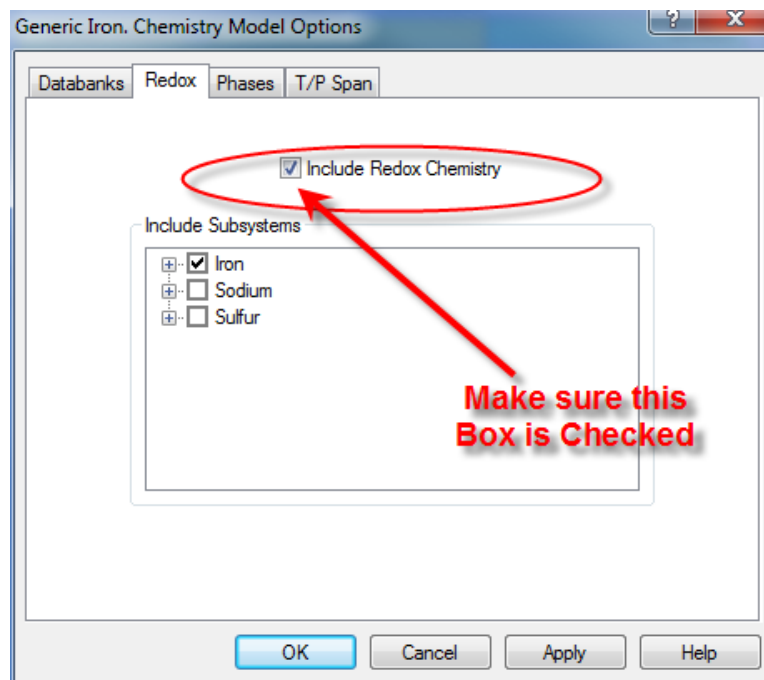 Generic Iron. Chemistry Model Options
? X
Databanks Redox Phases T/P Span
Include Redox Chemistry
Include Subsystems
Iron
Sodium
Sulfur
Make sure this
Box is Checked
OK Cancel Apply Help